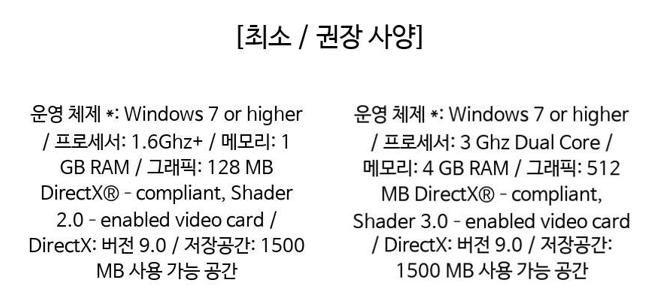 [최소 / 권장 사양]
운영 체제 *: Windows 7 or higher
/ 프로세서: 1.6Ghz+ / 메모리: 1
GB RAM / 그래픽: 128 MB
DirectX® - compliant, Shader
2.0 - enabled video card /
DirectX: 버전 9.0 / 저장공간: 1500
MB 사용 가능 공간
운영 체제 *: Windows 7 or higher
/ 프로세서: 3 Ghz Dual Core /
메모리: 4 GB RAM / 그래픽: 512
MB DirectX® - compliant,
Shader 3.0 - enabled video card
/ DirectX: 버전 9.0 / 저장공간:
1500 MB 사용 가능 공간